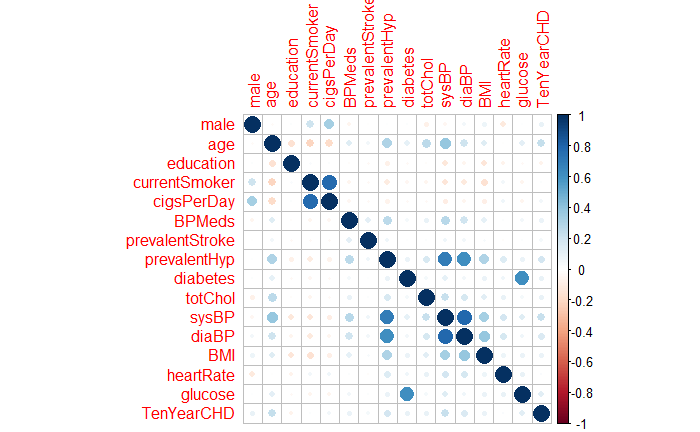 male
age
education
currentSmoker
cigsPerDay
BPMeds
prevalentStroke
prevalentHyp
diabetes
totChol
sysBP
diaBP
BMI
heartRate
glucose
TenYearCHD
male
age
education
currentSmoker
cigsPerDay
BPMeds
prevalentStroke
prevalentHyp
diabetes
totChol
sysBP
diaBP
BMI
heartRate
glucose
TenYearCHD
1
0.8
0.6
0.4
0.2
0
-0.2
-0.4
-0.6
-0.8
-1